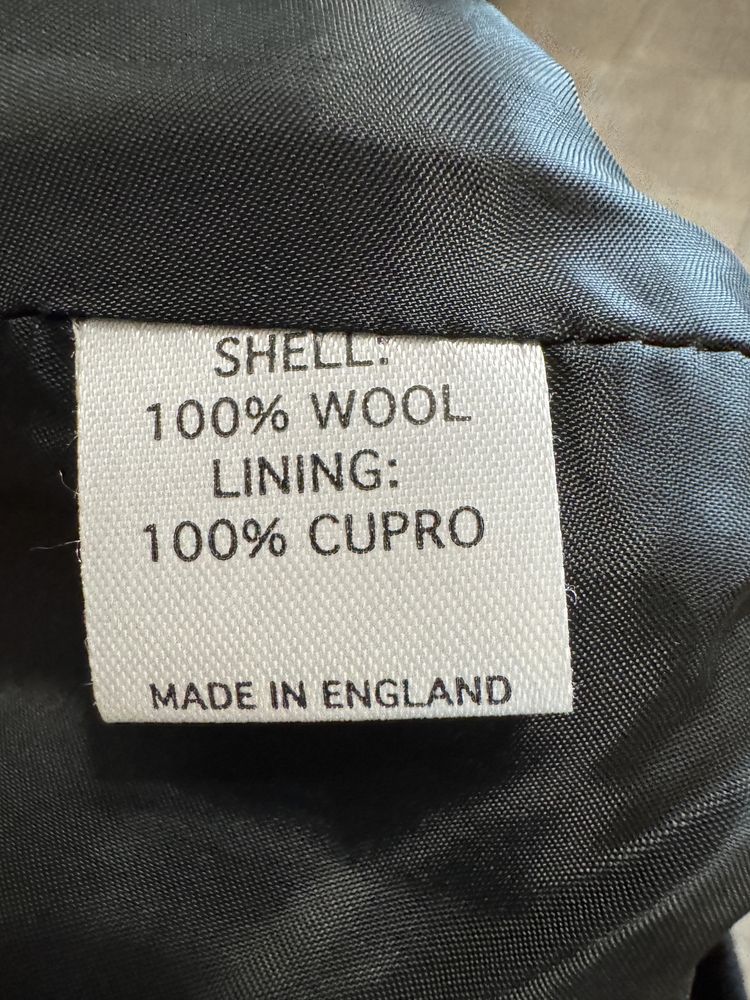 SHELL:
100% WOOL
LINING:
100% CUPRO
MADE IN ENGLAND